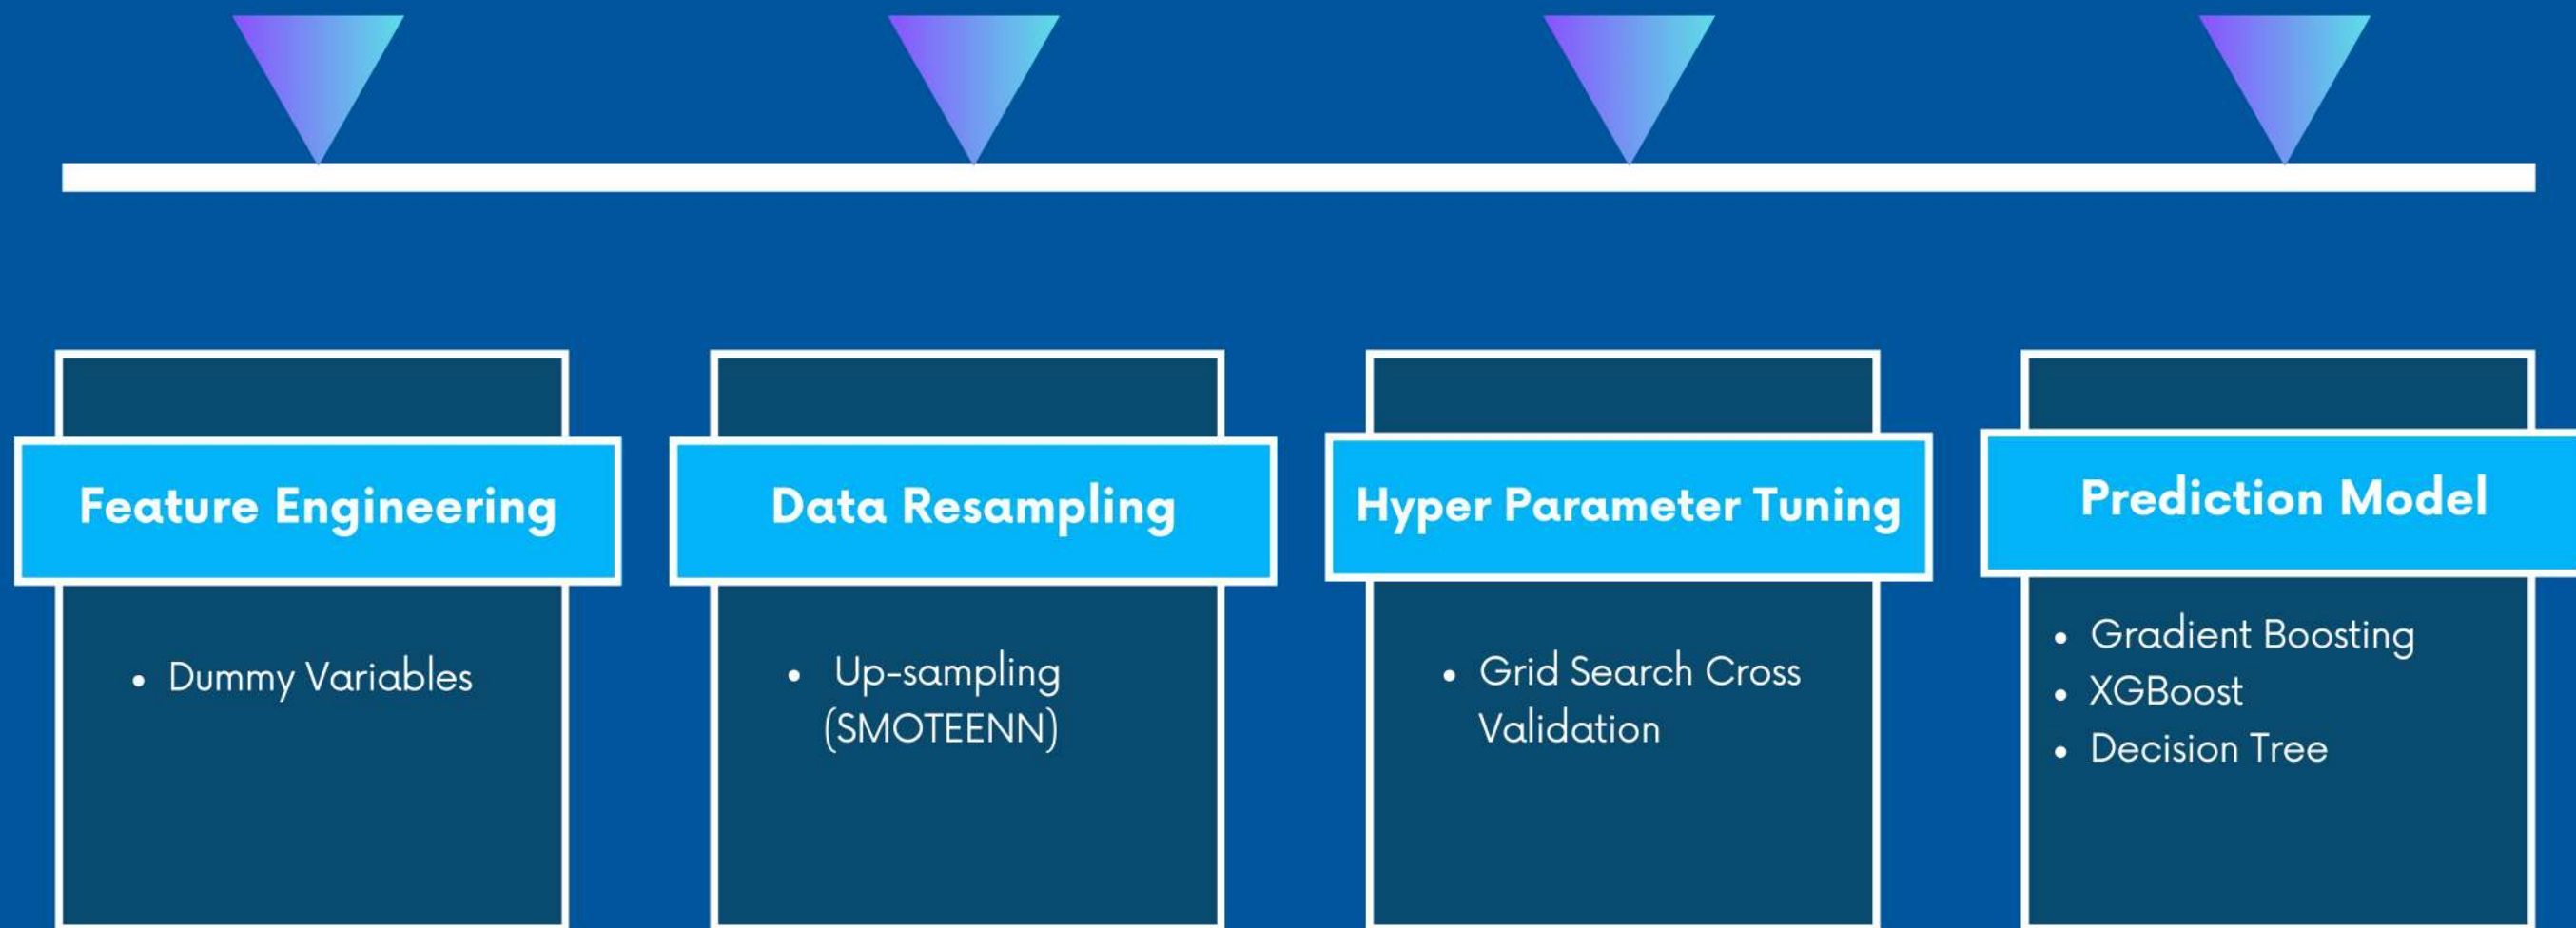 Feature Engineering
• Dummy Variables
Data Resampling
• Up-sampling
(SMOTEENN)
Hyper Parameter Tuning
• Grid Search Cross
Validation
Prediction Model
• Gradient Boosting
• XGBoost
• Decision Tree